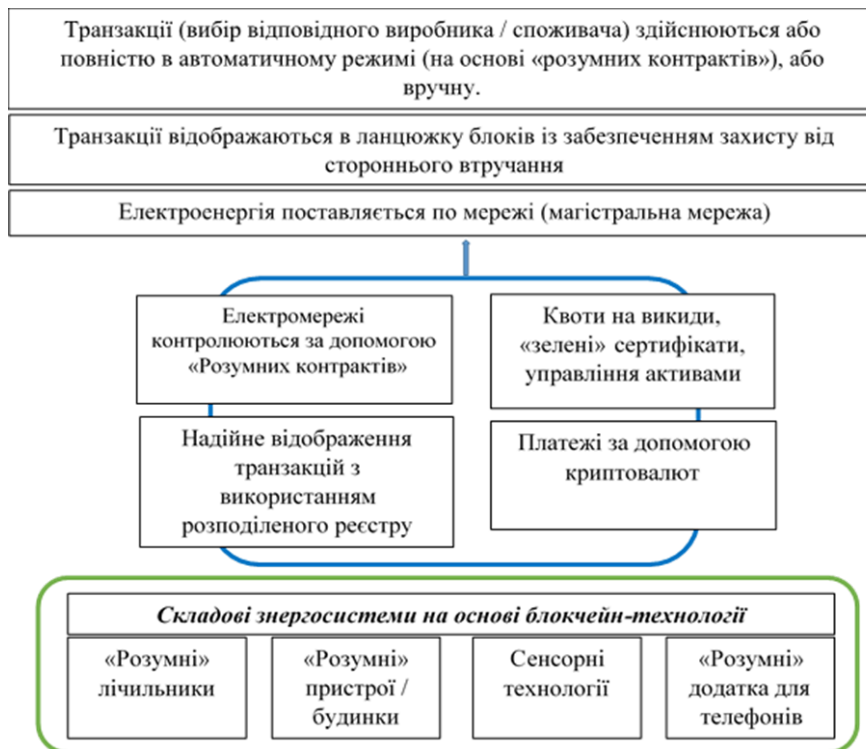 Транзакції (вибір відповідного виробника / споживача) здійснюються або
повністю в автоматичному режимі (на основі «розумних контрактів»), або
вручну.
Транзакції відображаються в ланцюжку блоків із забезпеченням захисту від
стороннього втручання
Електроенергія поставляється по мережі (магістральна мережа)
Електромережі
контролюються за допомогою
«Розумних контрактів»
Квоти на викиди,
«зелені» сертифікати,
управління активами
Надійне відображення
транзакцій з
використанням
розподіленого реєстру
Платежі за допомогою
криптовалют
Складові знергосистеми на основі блокчейн-технології
«Розумні»
лічильники
«Розумні»
пристрої /
будинки
Сенсорні
технології
«Розумні»
додатка для
телефонів